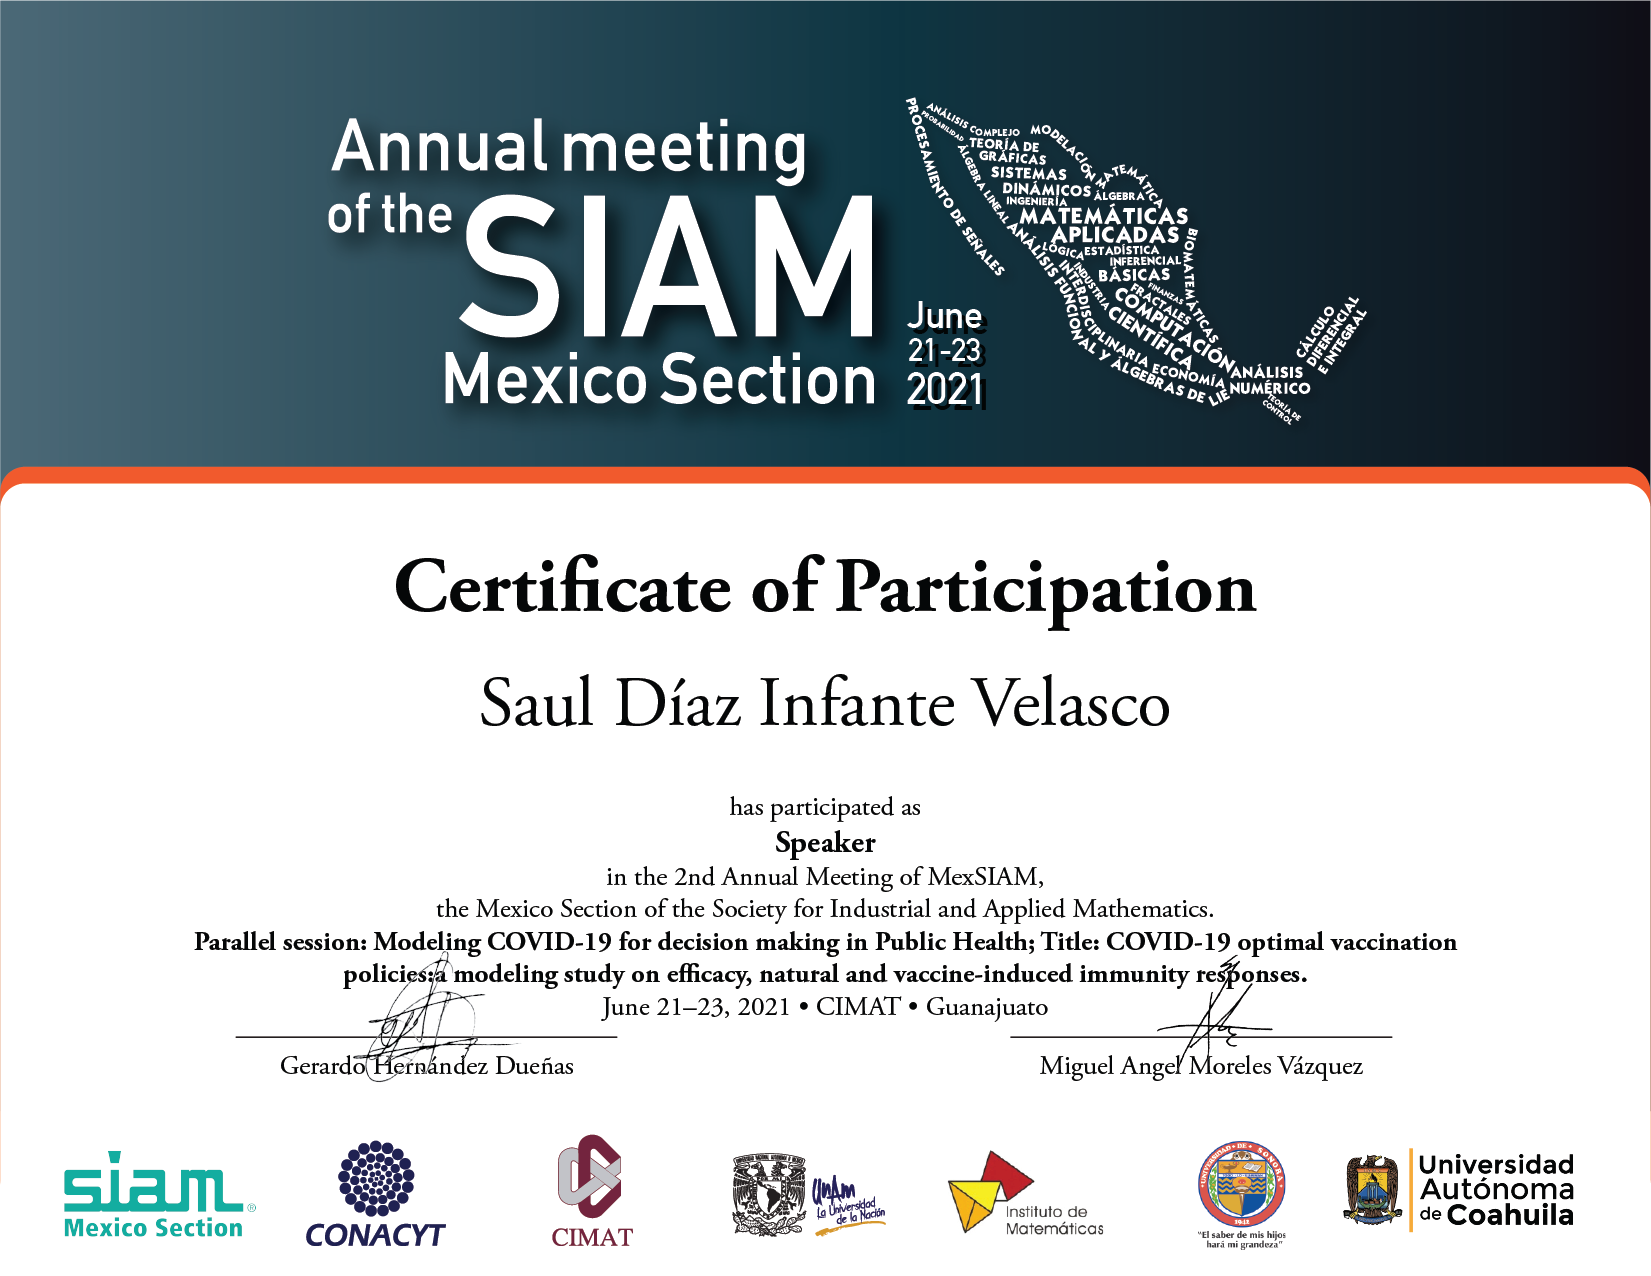 Annual meeting
of the SIAM
Mexico Section
June
21-23
2021
PROCESAMIENTO DE SEÑALES
ANÁLISIS COMPLEJO
PROBABILIDAD
MODELACIÓN MATEMÁTICA
TEORÍA DE
GRÁFICAS
SISTEMAS
DINÁMICOS
ÁLGEBRA
INGENIERÍA
ÁLGEBRA LINEAL
MATEMÁTICAS
APLICADAS
LÓGICA
ESTADÍSTICA
INFERENCIAL
BÁSICAS
BIOMATEMÁTICAS
FINANZAS
FRACTALES
INDUSTRIA
COMPUTACIÓN
CIENTÍFICA
INTERDISCIPLINARIA
ECONOMÍA
ANÁLISIS FUNCIONAL Y ÁLGEBRAS DE LIE
ANÁLISIS
NUMÉRICO
TEORÍA DE
CONTROL
CÁLCULO
DIFERENCIAL
E INTEGRAL
Certificate of Participation
Saul Díaz Infante Velasco
has participated as
Speaker
in the 2nd Annual Meeting of MexSIAM,
the Mexico Section of the Society for Industrial and Applied Mathematics.
Parallel session: Modeling COVID-19 for decision making in Public Health; Title: COVID-19 optimal vaccination
policies:a modeling study on efficacy, natural and vaccine-induced immunity responses.
June 21–23, 2021 • CIMAT • Guanajuato
Gerardo Hernández Dueñas
Miguel Angel Moreles Vázquez
siam®
Mexico Section
CONACYT
CIMAT
UNAM
La Universidad
de la Nación
Instituto de
Matemáticas
UNIVERSIDAD • DE • SONORA
1942
"El saber de mis hijos
hará mi grandeza"
Universidad
Autónoma
de Coahuila